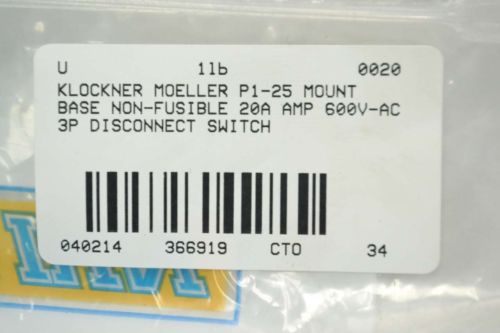 U 1lb 0020
KLOCKNER MOELLER P1-25 MOUNT
BASE NON-FUSIBLE 20A AMP 600V-AC
3P DISCONNECT SWITCH
040214 366919 CTO 34